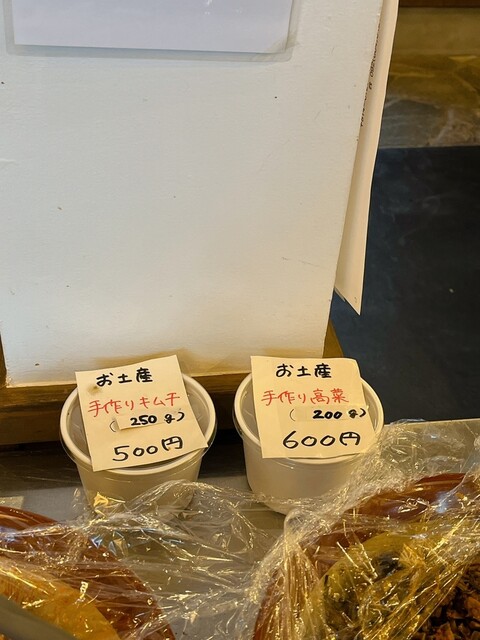 お土産
手作りキムチ
(250g)
500円
お土産
手作り高菜
(200g)
600円